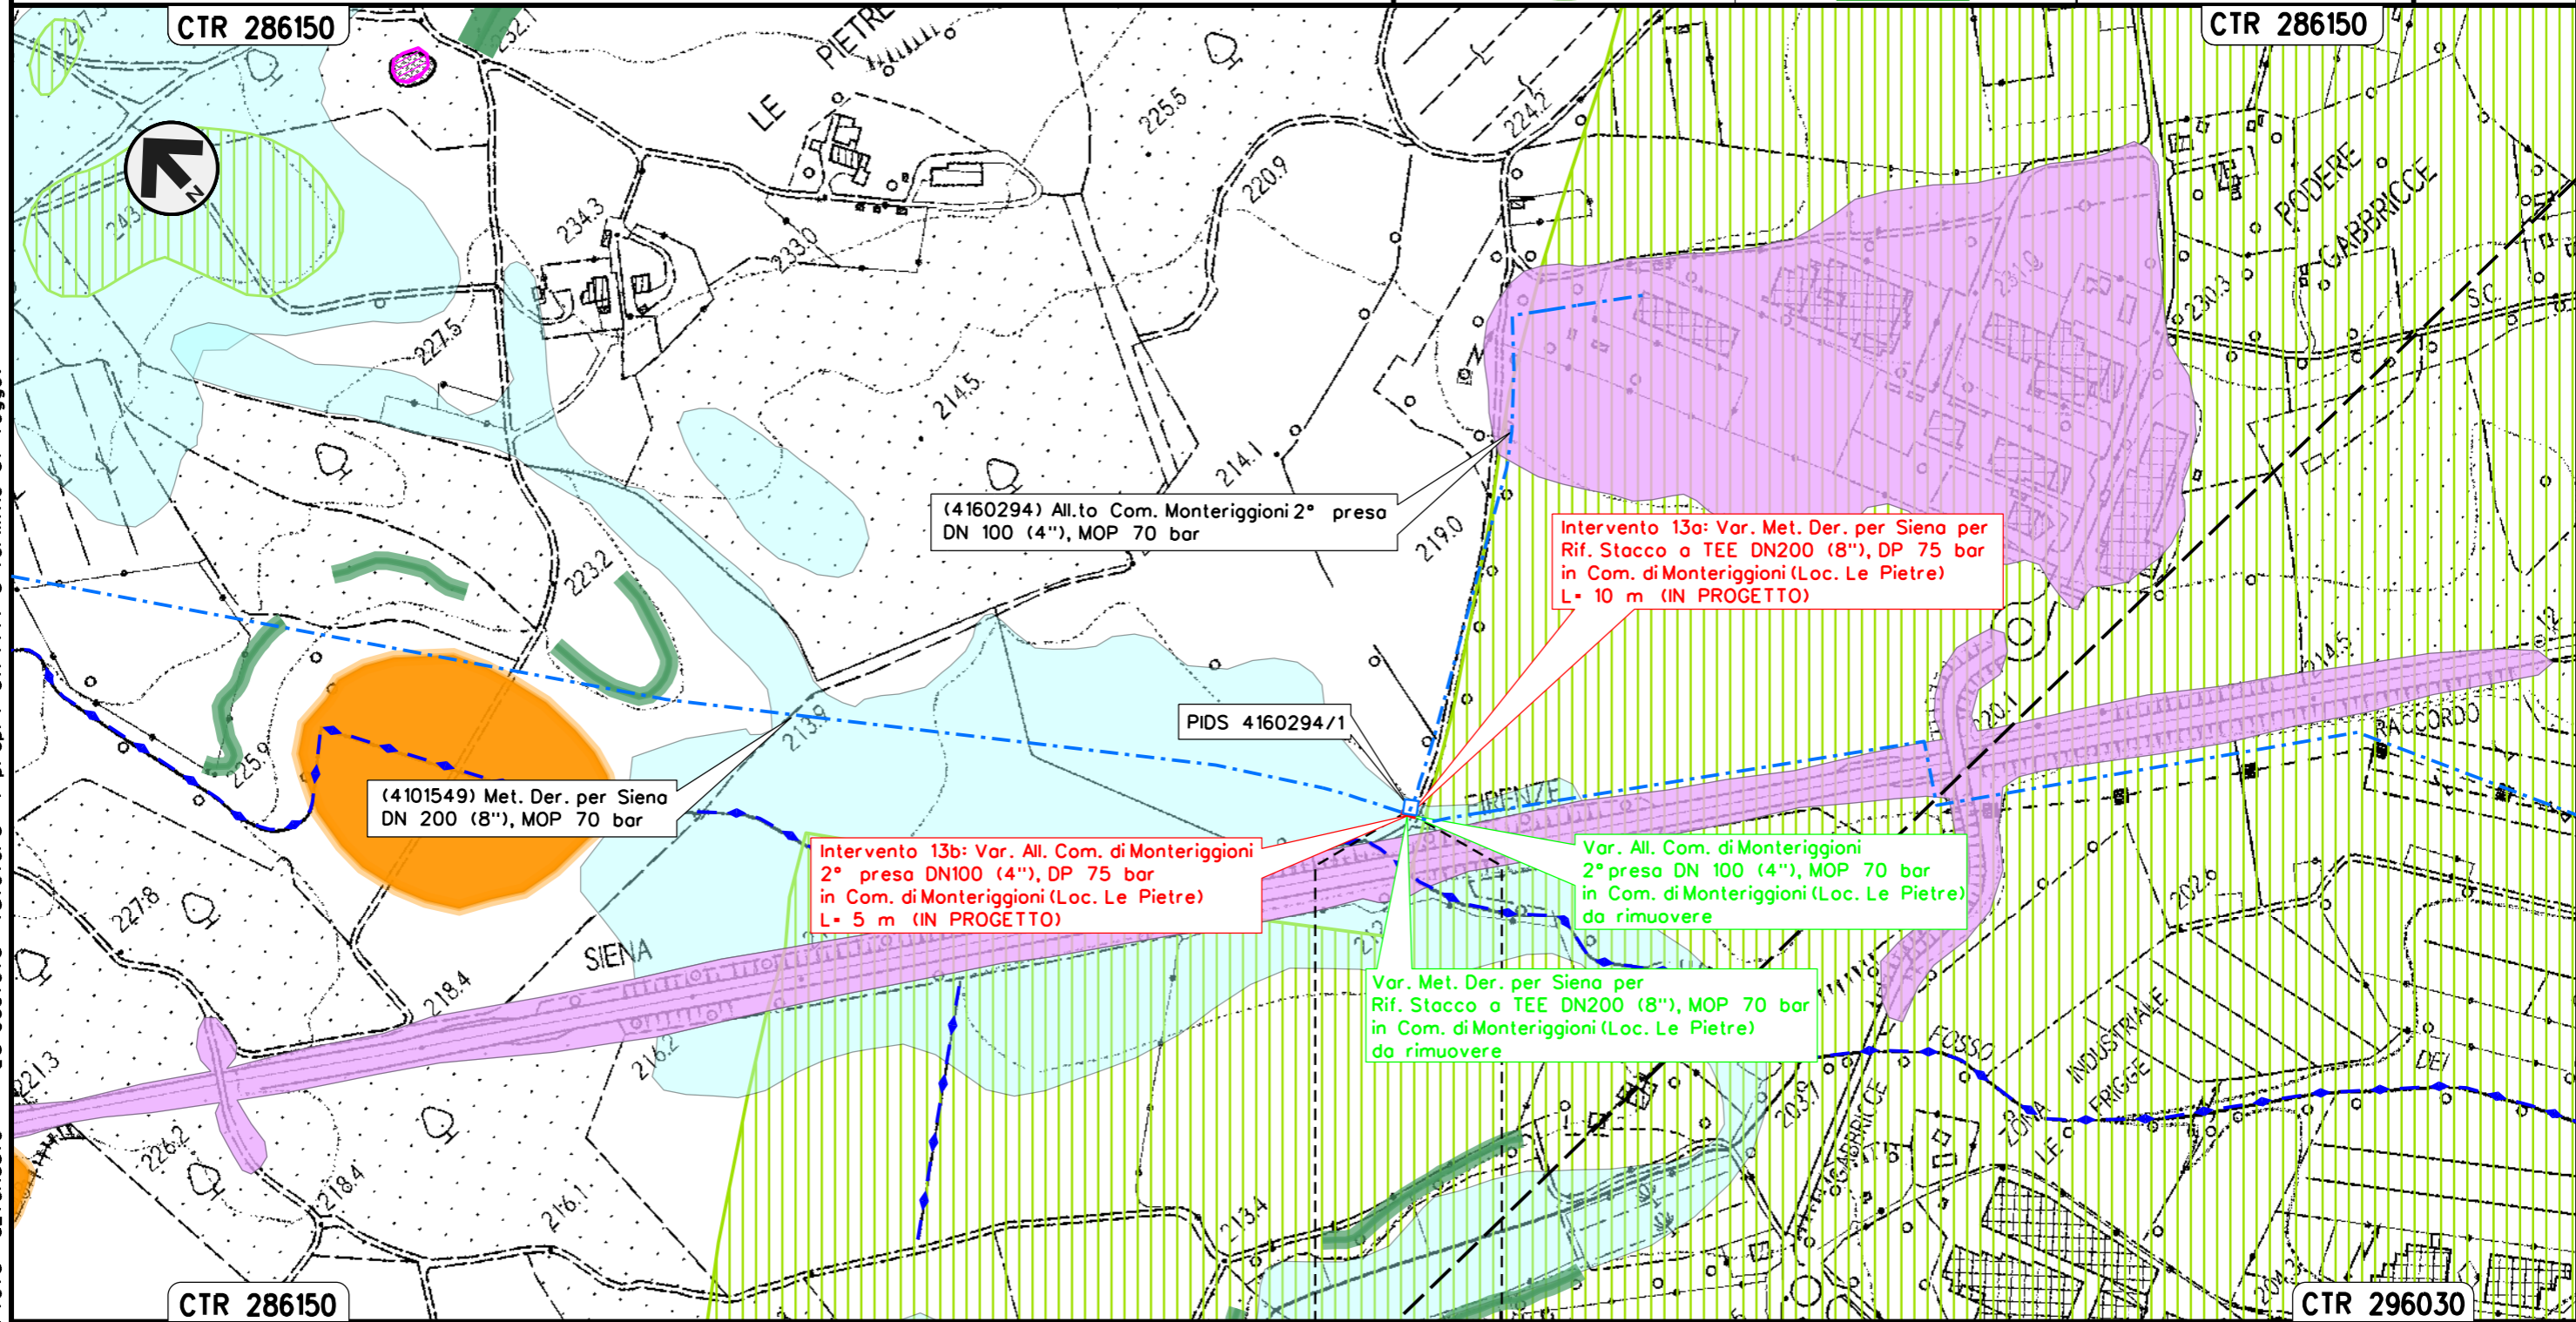 CTR 286150
CTR 286150
232.1
PIETRE
LE
225.5
224.2
220.9
243.
N
234.3
233.0
PODERE
GABBRICCE
231.0
230.3
S.C.
227.5
214.5
214.1
(4160294) All.to Com. Monteriggioni 2° presa
DN 100 (4"), MOP 70 bar
219.0
Intervento 13a: Var. Met. Der. per Siena per
Rif. Stacco a TEE DN200 (8"), DP 75 bar
in Com. di Monteriggioni (Loc. Le Pietre)
L= 10 m (IN PROGETTO)
223.2
214.5
PIDS 4160294/1
213.9
RACCORDO
225.9
(4101549) Met. Der. per Siena
DN 200 (8"), MOP 70 bar
FIRENZE
Intervento 13b: Var. All. Com. di Monteriggioni
2° presa DN100 (4"), DP 75 bar
in Com. di Monteriggioni (Loc. Le Pietre)
L= 5 m (IN PROGETTO)
Var. All. Com. di Monteriggioni
2° presa DN 100 (4"), MOP 70 bar
in Com. di Monteriggioni (Loc. Le Pietre)
da rimuovere
202.6
227.8
SIENA
218.4
Var. Met. Der. per Siena per
Rif. Stacco a TEE DN200 (8"), MOP 70 bar
in Com. di Monteriggioni (Loc. Le Pietre)
da rimuovere
216.2
221.3
FOSSO
DEI
INDUSTRIALE
FRIGGE
ZONA
LE
203.7
GABBRICCE
226.2
218.4
216.1
213.4
CTR 286150
CTR 296030